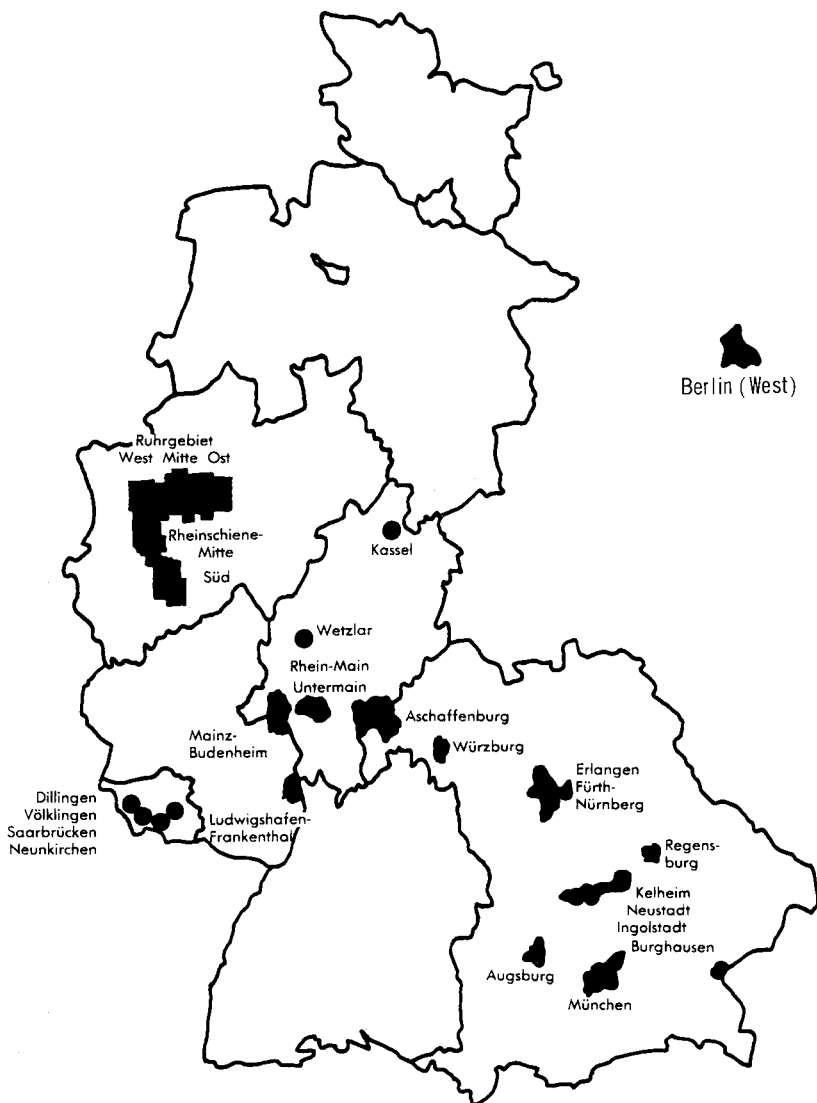 Berlin (West)
Ruhrgebiet
West Mitte Ost
Rheinschiene-
Mitte
Süd
Kassel
Wetzlar
Rhein-Main
Untermain
Aschaffenburg
Mainz-
Budenheim
Würzburg
Erlangen
Fürth-
Nürnberg
Dillingen
Völklingen
Saarbrücken
Neunkirchen
Ludwigshafen-
Frankenthal
Regens-
burg
Kelheim
Neustadt
Ingolstadt
Burghausen
Augsburg
München